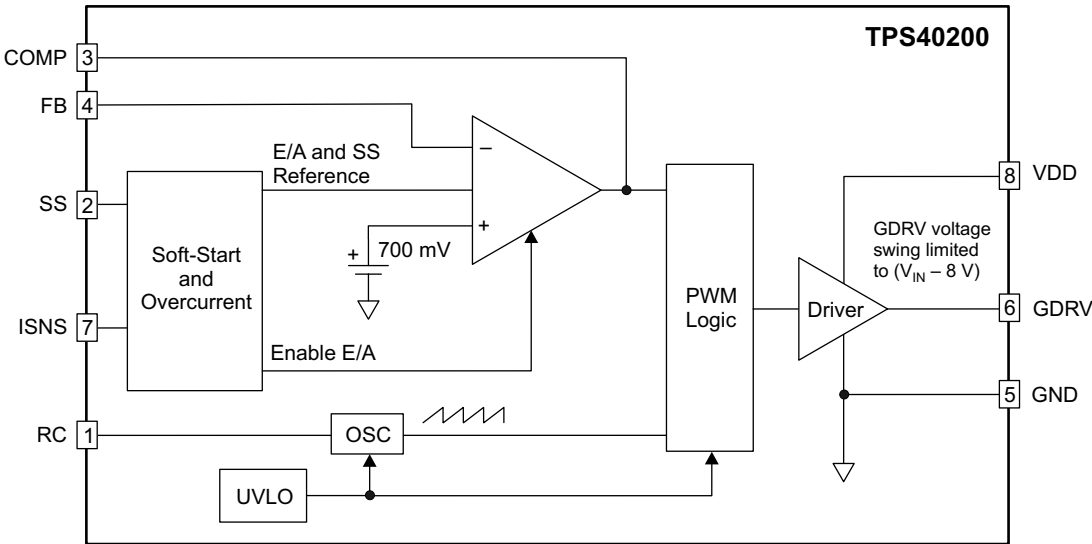 TPS40200
COMP 3
FB 4
E/A and SS
Reference
−
SS 2
8 VDD
+
GDRV voltage
swing limited
to (VIN – 8 V)
+ 700 mV
Soft-Start
and
Overcurrent
PWM
Logic
Driver
6 GDRV
ISNS 7
Enable E/A
5 GND
RC 1
OSC
UVLO